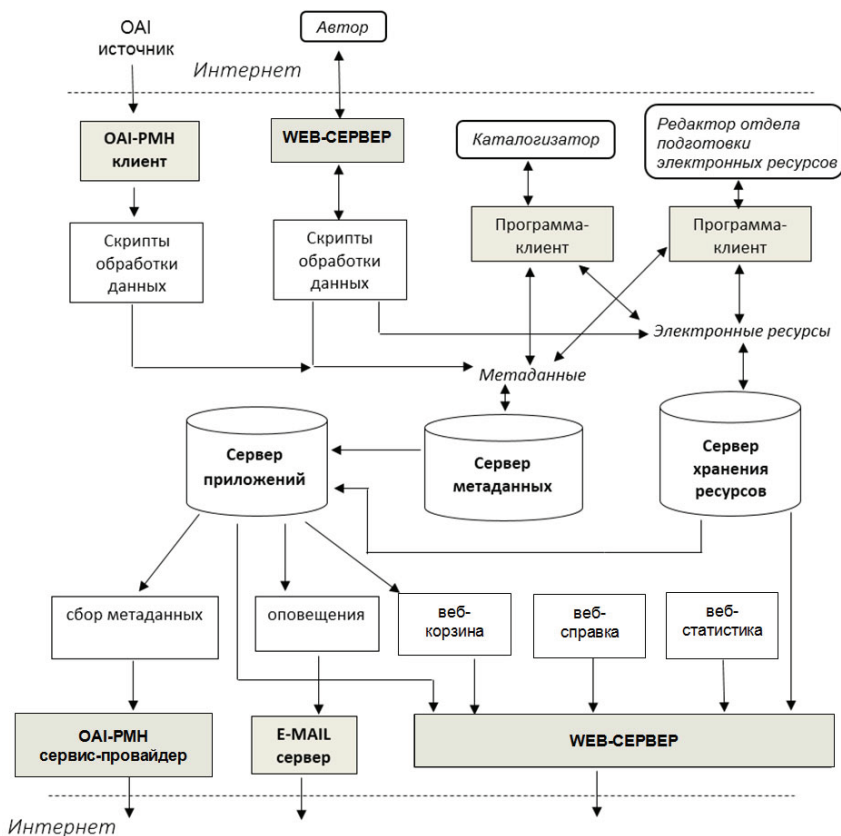 OAI
источник
Автор
Интернет
OAI-PMH
клиент
WEB-СЕРВЕР
Каталогизатор
Редактор отдела
подготовки
электронных ресурсов
Скрипты
обработки
данных
Скрипты
обработки
данных
Программа-
клиент
Программа-
клиент
Электронные ресурсы
Метаданные
Сервер
приложений
Сервер
метаданных
Сервер
хранения
ресурсов
сбор метаданных
оповещения
веб-
корзина
веб-
справка
веб-
статистика
OAI-PMH
сервис-провайдер
E-MAIL
сервер
WEB-СЕРВЕР
Интернет